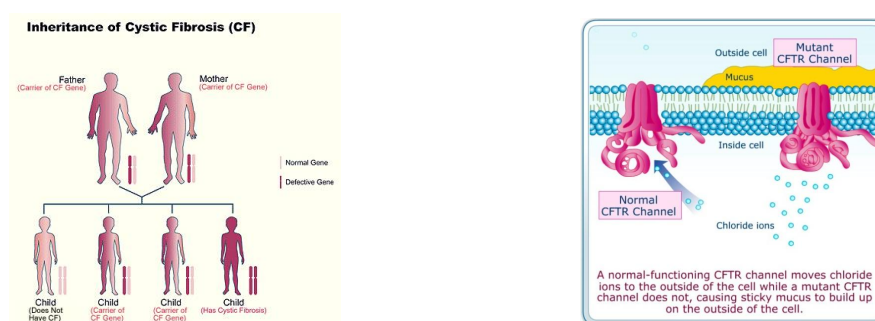 Inheritance of Cystic Fibrosis (CF)
Father
(Carrier of CF Gene)
Mother
(Carrier of CF Gene)
Normal Gene
Defective Gene
Child
(Does Not
Have CF)
Child
(Carrier of
CF Gene)
Child
(Carrier of
CF Gene)
Child
(Has Cystic Fibrosis)
Outside cell
Mutant
CFTR Channel
Mucus
Inside cell
Normal
CFTR Channel
Chloride ions
A normal-functioning CFTR channel moves chloride
ions to the outside of the cell while a mutant CFTR
channel does not, causing sticky mucus to build up
on the outside of the cell.